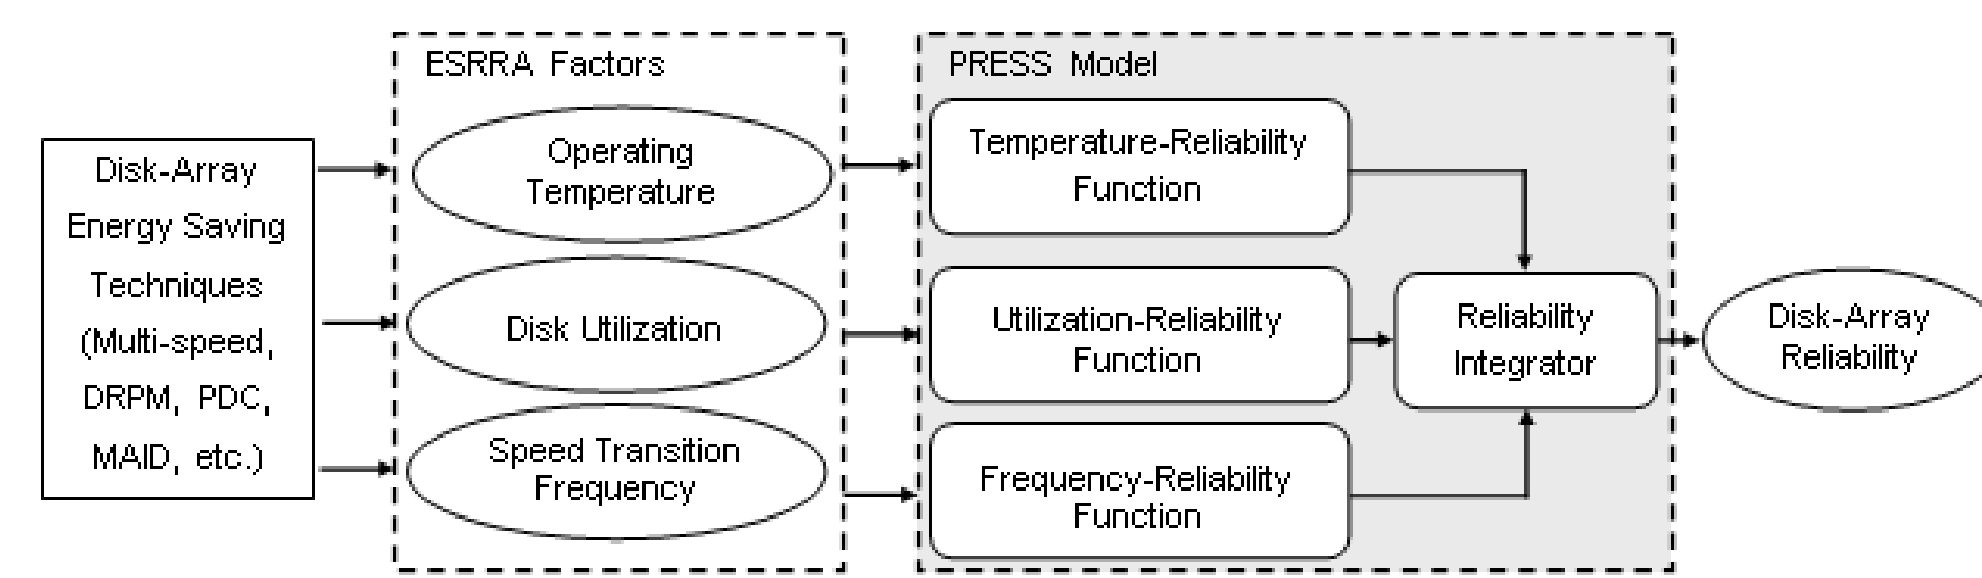 ESRRA Factors
PRESS Model
Disk-Array
Energy Saving
Techniques
(Multi-speed,
DRPM, PDC,
MAID, etc.)
Operating
Temperature
Disk Utilization
Speed Transition
Frequency
Temperature-Reliability
Function
Utilization-Reliability
Function
Frequency-Reliability
Function
Reliability
Integrator
Disk-Array
Reliability